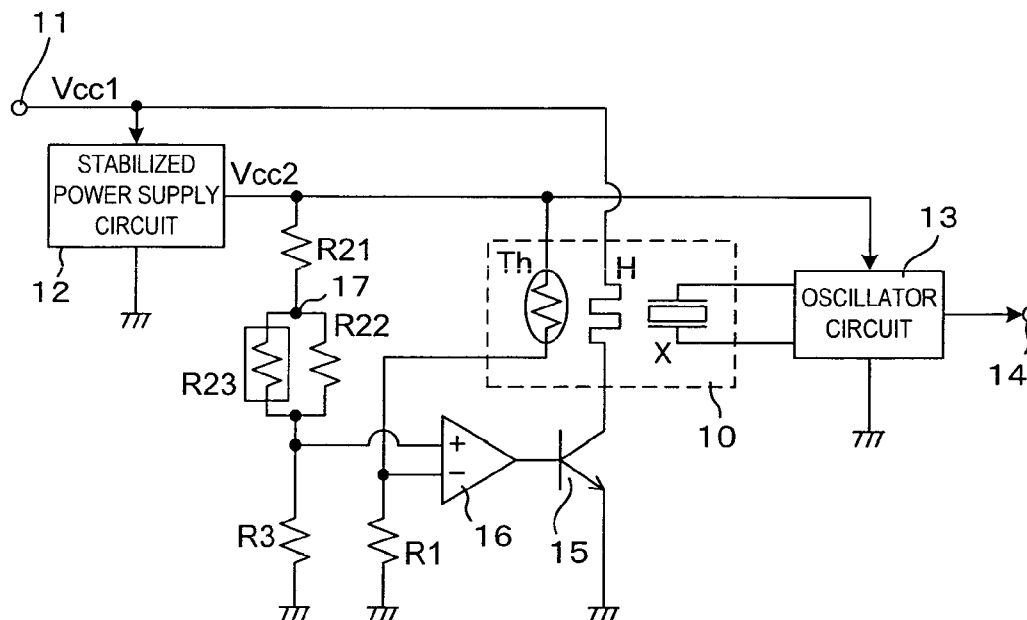 11
Vcc1
STABILIZED
POWER SUPPLY
CIRCUIT
Vcc2
12
R21
17
R22
R23
Th
H
X
10
13
OSCILLATOR
CIRCUIT
14
+
−
16
15
R3
R1